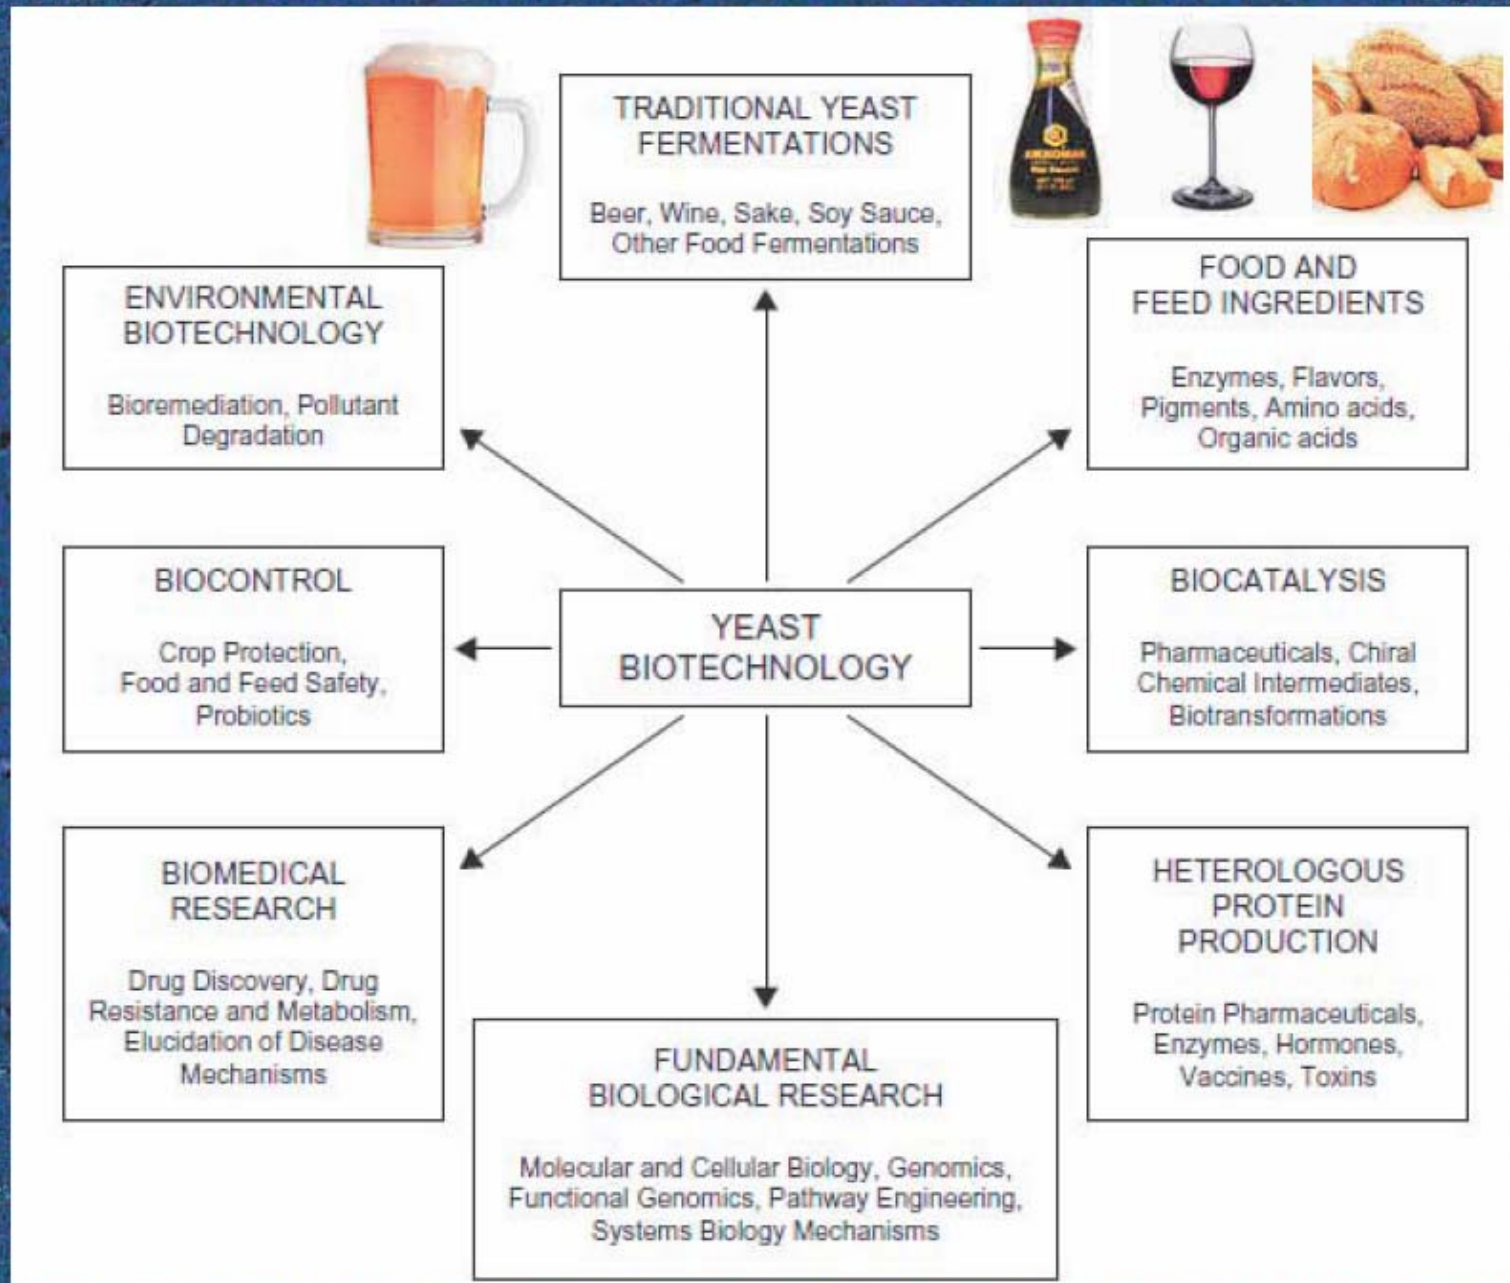 TRADITIONAL YEAST
FERMENTATIONS
Beer, Wine, Sake, Soy Sauce,
Other Food Fermentations
ENVIRONMENTAL
BIOTECHNOLOGY
Bioremediation, Pollutant
Degradation
FOOD AND
FEED INGREDIENTS
Enzymes, Flavors,
Pigments, Amino acids,
Organic acids
BIOCONTROL
Crop Protection,
Food and Feed Safety,
Probiotics
YEAST
BIOTECHNOLOGY
BIOCATALYSIS
Pharmaceuticals, Chiral
Chemical Intermediates,
Biotransformations
BIOMEDICAL
RESEARCH
Drug Discovery, Drug
Resistance and Metabolism,
Elucidation of Disease
Mechanisms
HETEROLOGOUS
PROTEIN
PRODUCTION
Protein Pharmaceuticals,
Enzymes, Hormones,
Vaccines, Toxins
FUNDAMENTAL
BIOLOGICAL RESEARCH
Molecular and Cellular Biology, Genomics,
Functional Genomics, Pathway Engineering,
Systems Biology Mechanisms